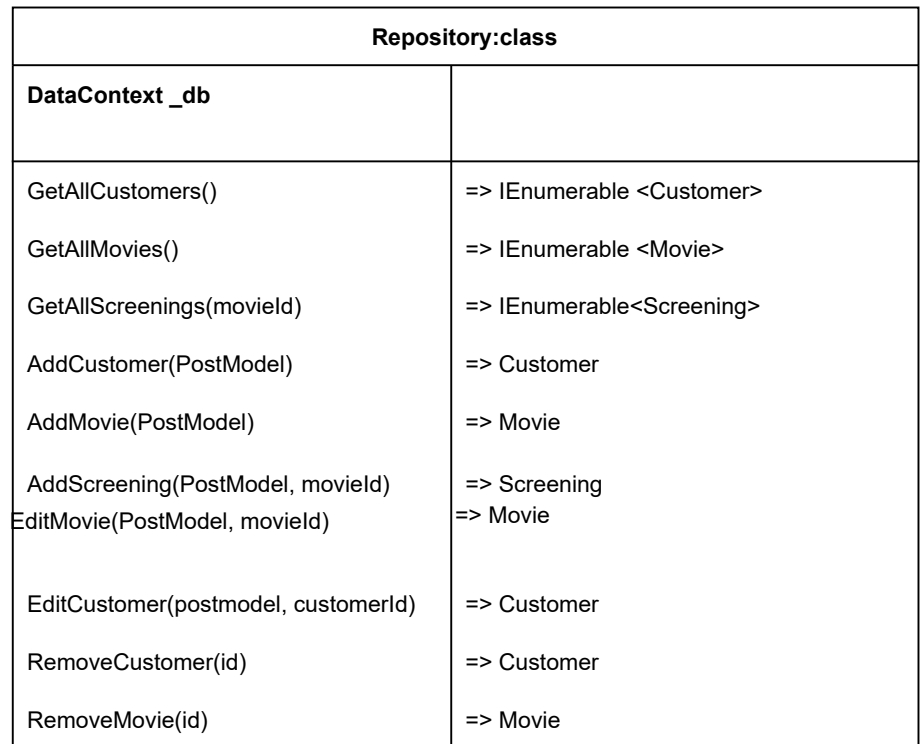 Repository:class
DataContext _db
GetAllCustomers() => IEnumerable <Customer>
GetAllMovies() => IEnumerable <Movie>
GetAllScreenings(movieId) => IEnumerable<Screening>
AddCustomer(PostModel) => Customer
AddMovie(PostModel) => Movie
AddScreening(PostModel, movieId) => Screening
EditMovie(PostModel, movieId) => Movie
EditCustomer(postmodel, customerId) => Customer
RemoveCustomer(id) => Customer
RemoveMovie(id) => Movie